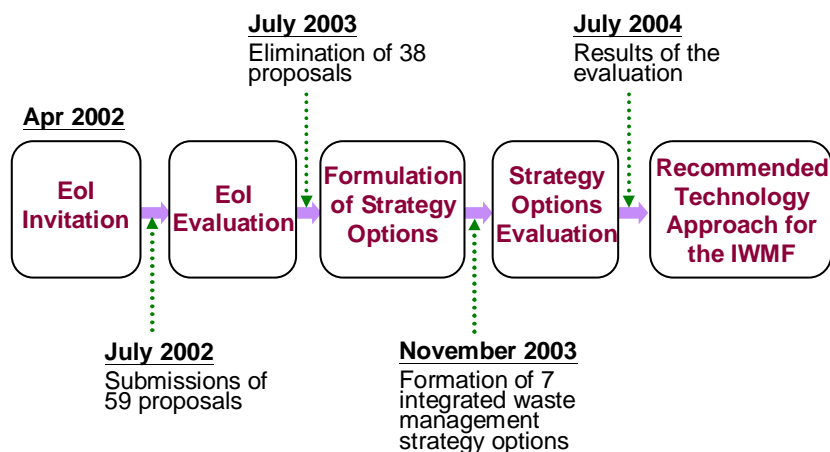 July 2003
Elimination of 38
proposals
July 2004
Results of the
evaluation
Apr 2002
EoI
Invitation
EoI
Evaluation
Formulation
of Strategy
Options
Strategy
Options
Evaluation
Recommended
Technology
Approach for
the IWMF
July 2002
Submissions of
59 proposals
November 2003
Formation of 7
integrated waste
management
strategy options